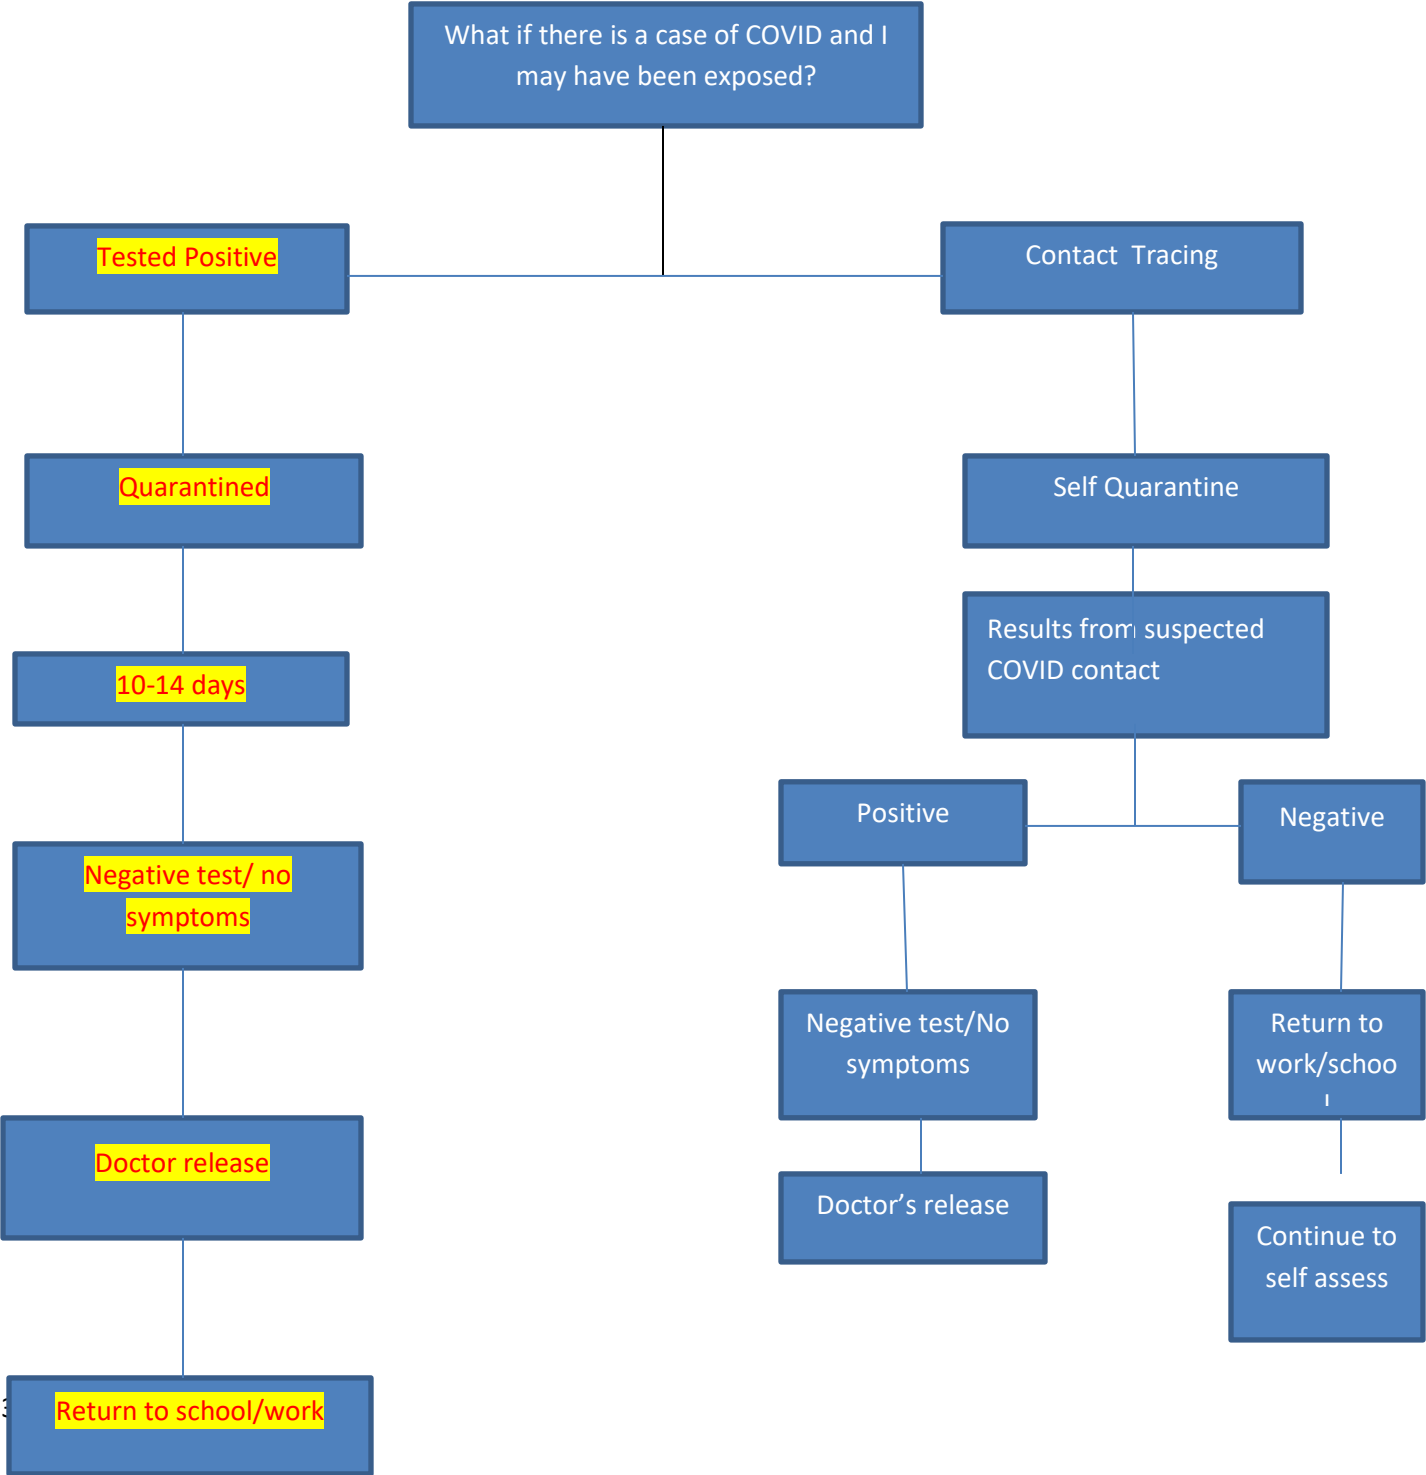 What if there is a case of COVID and I
may have been exposed?
Tested Positive
Contact  Tracing
Quarantined
Self Quarantine
Results from suspected
COVID contact
10-14 days
Positive
Negative
Negative test/ no
symptoms
Negative test/No
symptoms
Return to
work/schoo
l
Doctor release
Doctor’s release
Continue to
self assess
3
Return to school/work